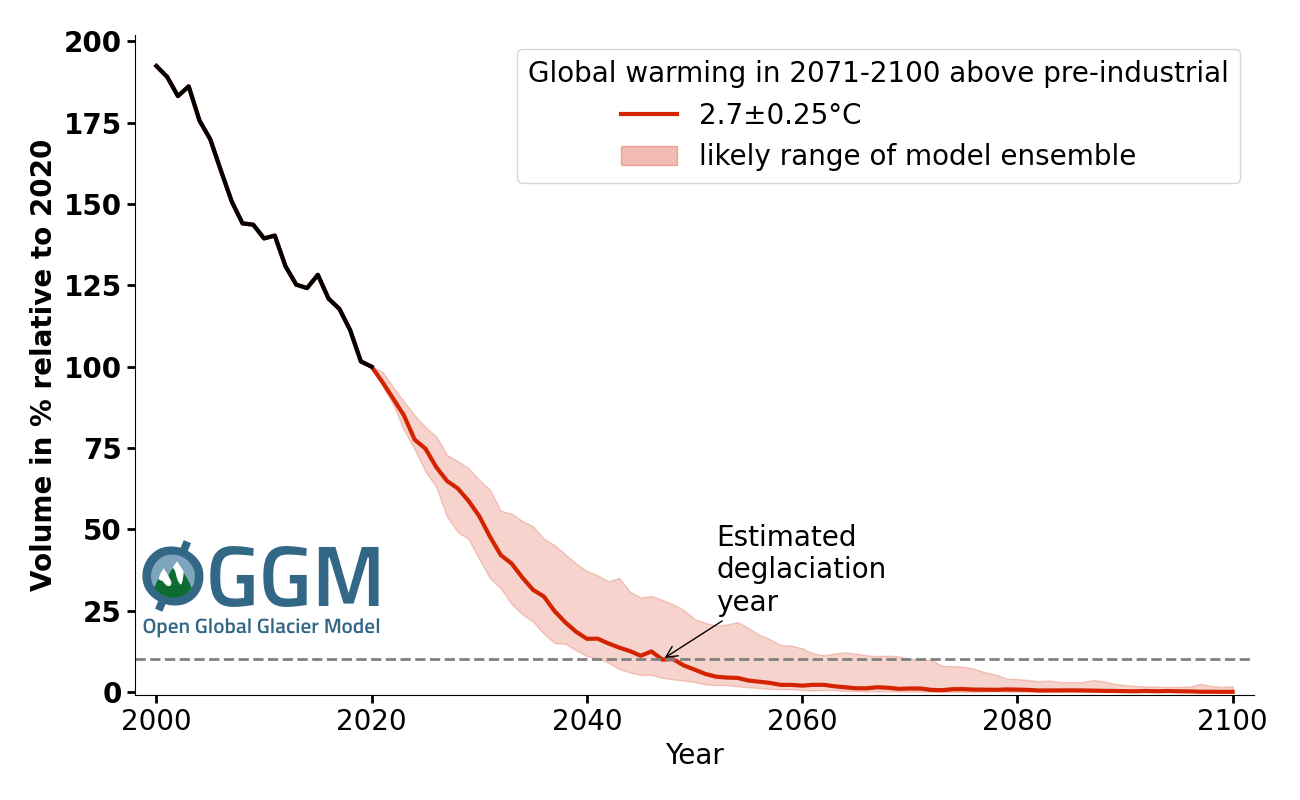 200
175
150
125
100
75
50
25
0
Volume in % relative to 2020
Global warming in 2071-2100 above pre-industrial
2.7±0.25°C
likely range of model ensemble
Estimated
deglaciation
year
OGGM
Open Global Glacier Model
2000 2020 2040 2060 2080 2100
Year